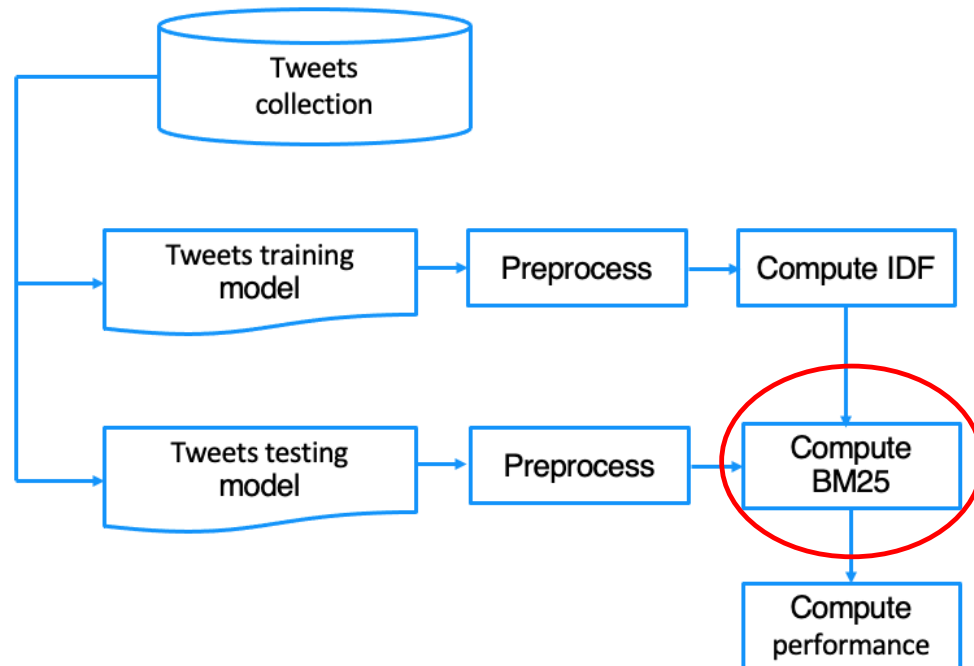 Tweets
collection
Tweets training
model
Preprocess
Compute IDF
Tweets testing
model
Preprocess
Compute
BM25
Compute
performance